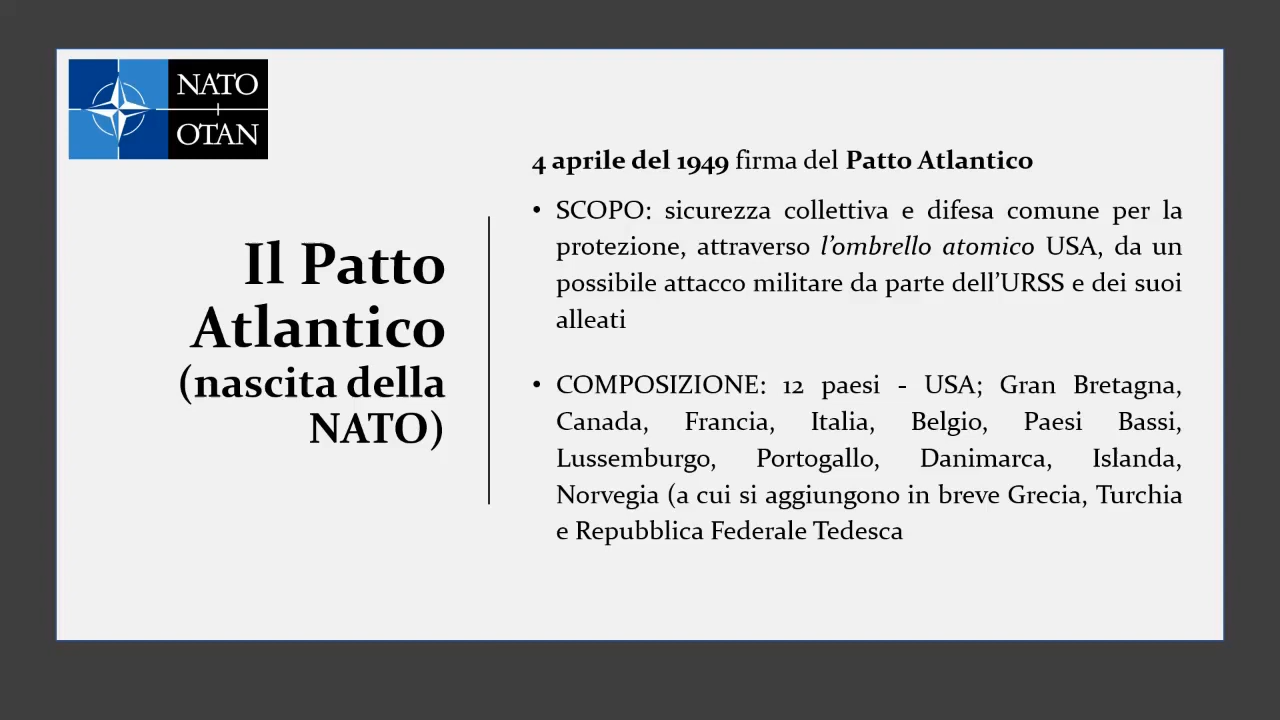 NATO
OTAN
Il Patto
Atlantico
(nascita della
NATO)
4 aprile del 1949 firma del Patto Atlantico
• SCOPO: sicurezza collettiva e difesa comune per la
protezione, attraverso l’ombrello atomico USA, da un
possibile attacco militare da parte dell’URSS e dei suoi
alleati
• COMPOSIZIONE: 12 paesi - USA; Gran Bretagna,
Canada, Francia, Italia, Belgio, Paesi Bassi,
Lussemburgo, Portogallo, Danimarca, Islanda,
Norvegia (a cui si aggiungono in breve Grecia, Turchia
e Repubblica Federale Tedesca